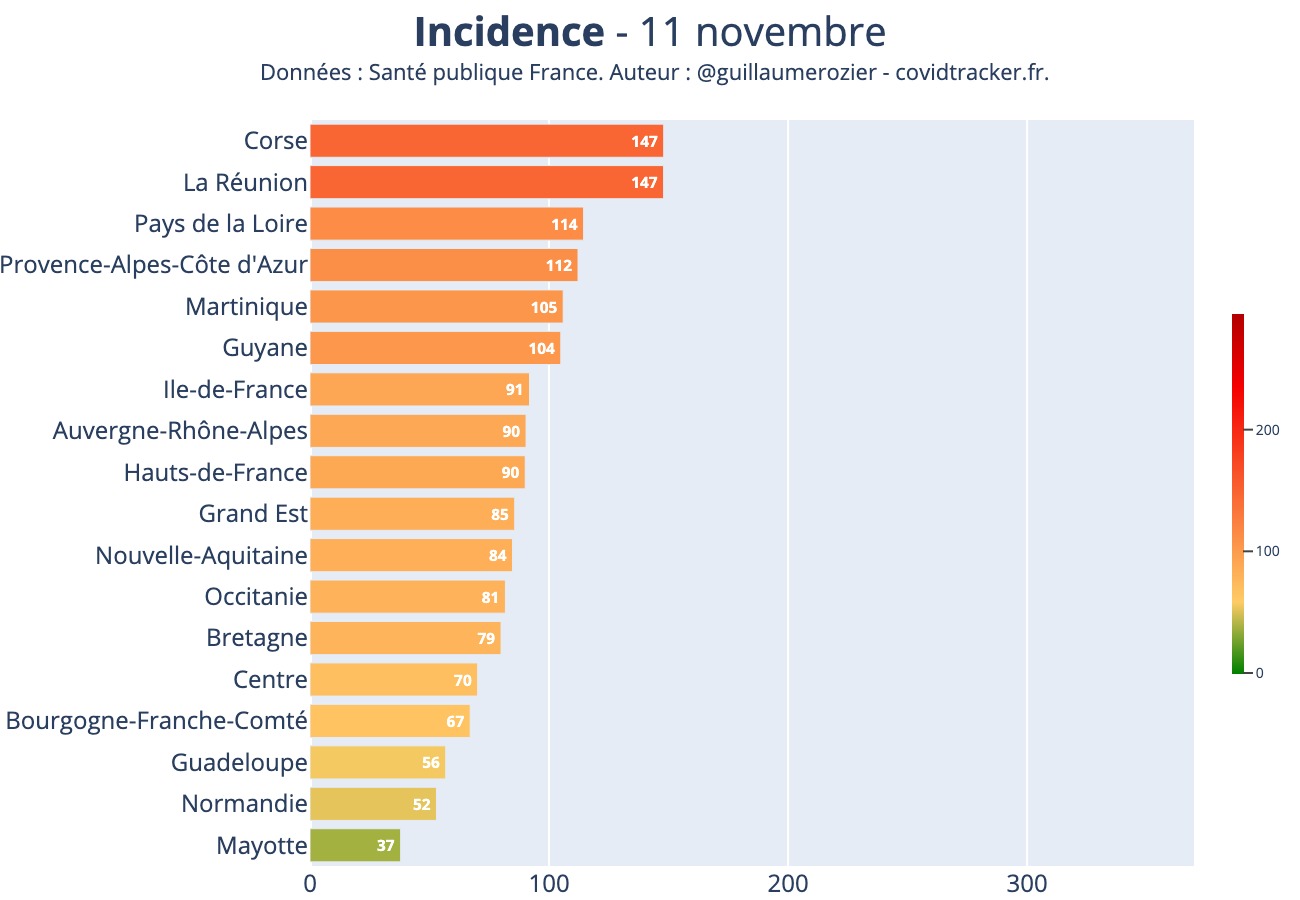 Incidence - 11 novembre
Données : Santé publique France. Auteur : @guillaumerozier - covidtracker.fr.
Corse 147
La Réunion 147
Pays de la Loire 114
Provence-Alpes-Côte d'Azur 112
Martinique 105
Guyane 104
Ile-de-France 91
Auvergne-Rhône-Alpes 90
Hauts-de-France 90
Grand Est 85
Nouvelle-Aquitaine 84
Occitanie 81
Bretagne 79
Centre 70
Bourgogne-Franche-Comté 67
Guadeloupe 56
Normandie 52
Mayotte 37
0 100 200 300
200
100
0